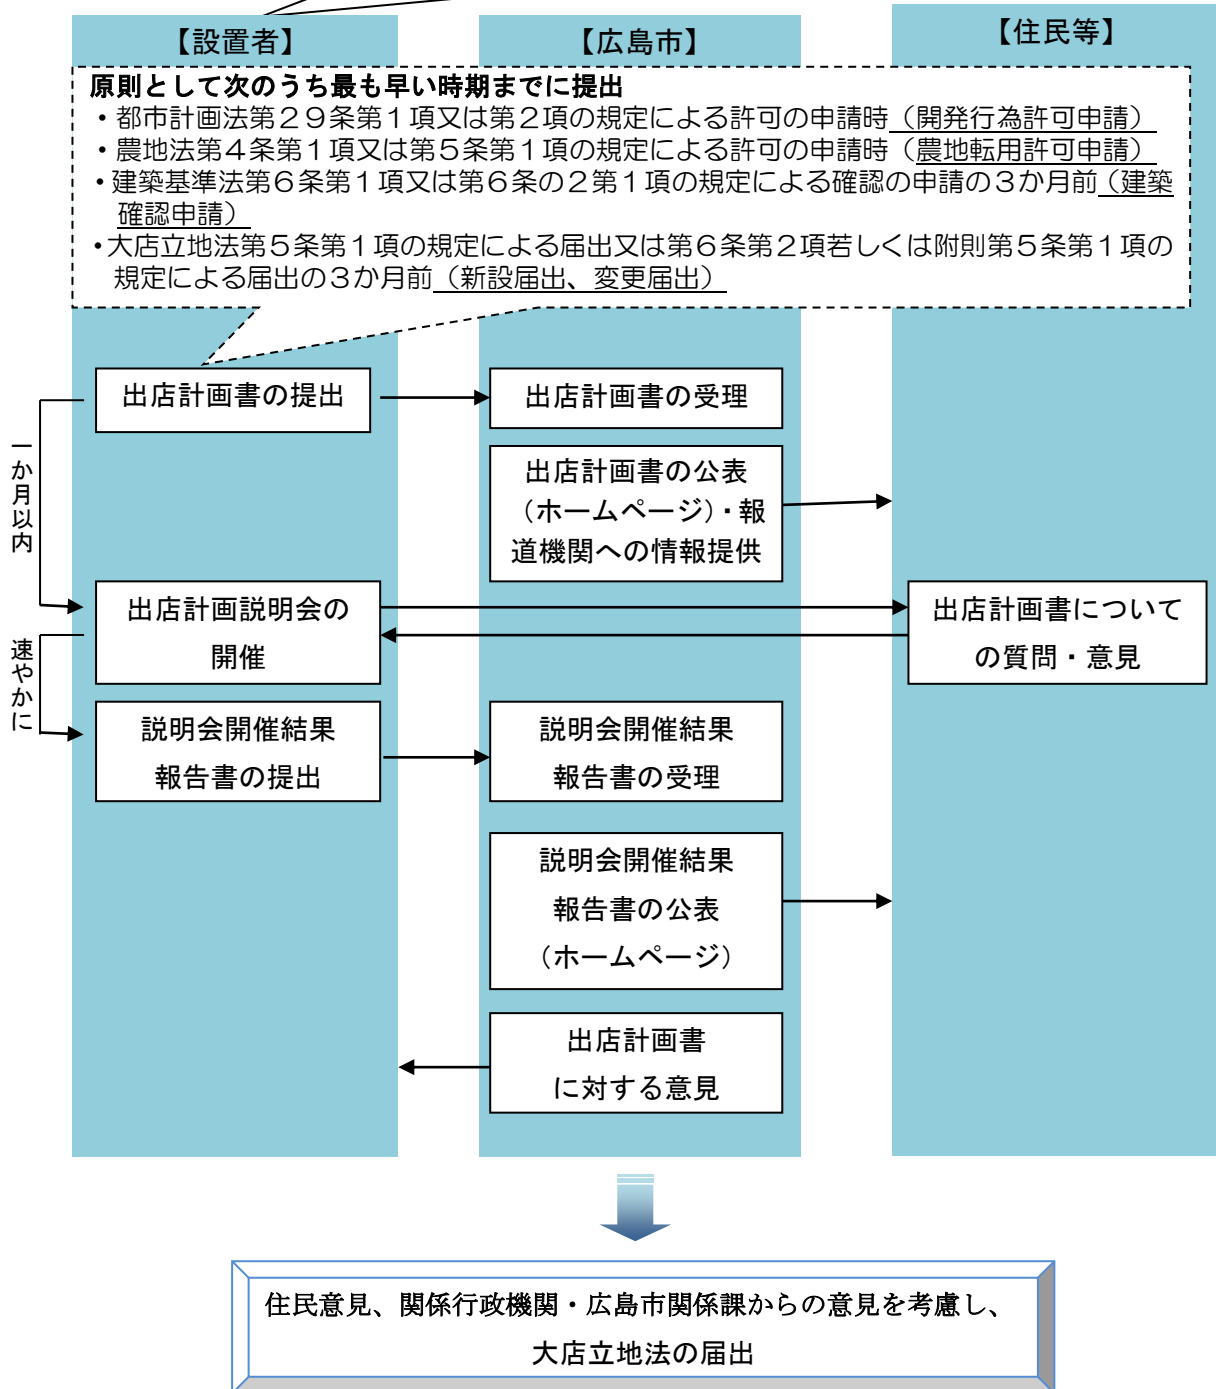 【設置者】
【広島市】
【住民等】
原則として次のうち最も早い時期までに提出
・都市計画法第２９条第１項又は第２項の規定による許可の申請時（開発行為許可申請）
・農地法第４条第１項又は第５条第１項の規定による許可の申請時（農地転用許可申請）
・建築基準法第６条第１項又は第６条の２第１項の規定による確認の申請の３か月前（建築
確認申請）
・大店立地法第５条第１項の規定による届出又は第６条第２項若しくは附則第５条第１項の
規定による届出の３か月前（新設届出、変更届出）
出店計画書の提出
出店計画書の受理
一か月以内
出店計画書の公表
（ホームページ）・報
道機関への情報提供
出店計画説明会の
開催
出店計画書について
の質問・意見
速やかに
説明会開催結果
報告書の提出
説明会開催結果
報告書の受理
説明会開催結果
報告書の公表
（ホームページ）
出店計画書
に対する意見
住民意見、関係行政機関・広島市関係課からの意見を考慮し、
大店立地法の届出